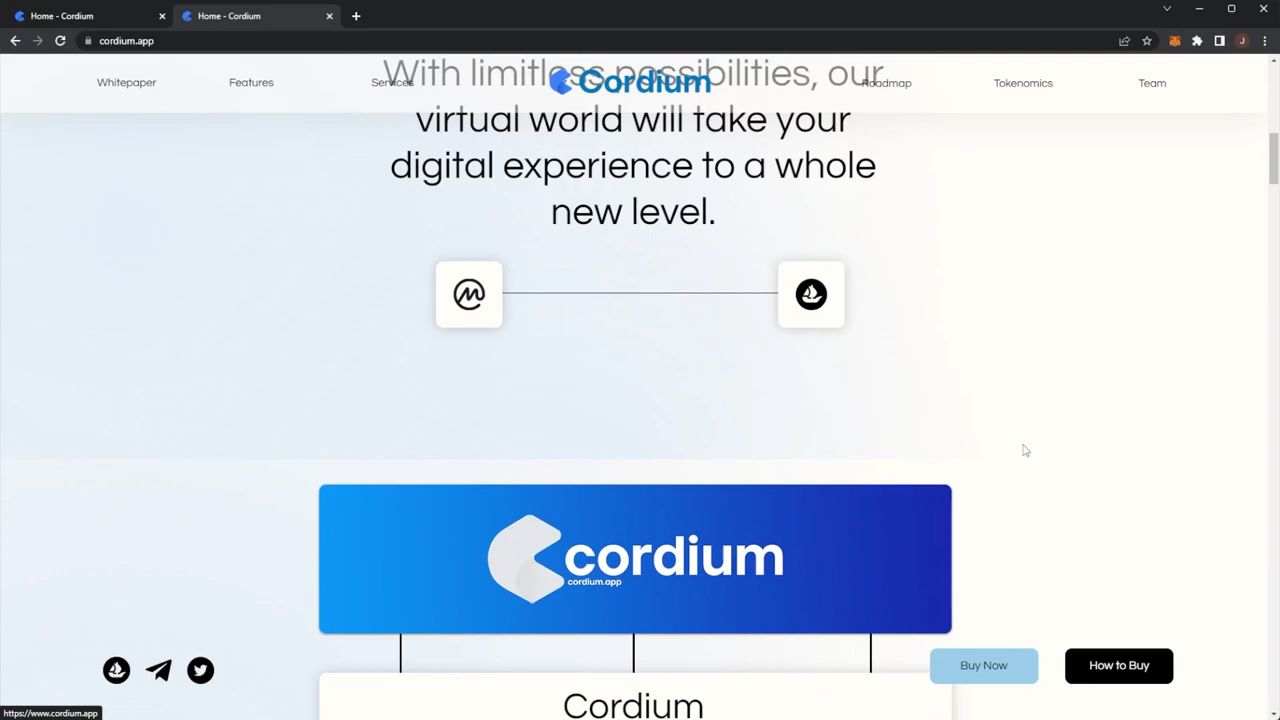 Home - Cordium
Home - Cordium
cordium.app
J
Whitepaper
Features
Services
Cordium
Roadmap
Tokenomics
Team
With limitless possibilities, our
virtual world will take your
digital experience to a whole
new level.
cordium
cordium.app
Buy Now
How to Buy
Cordium
https://www.cordium.app